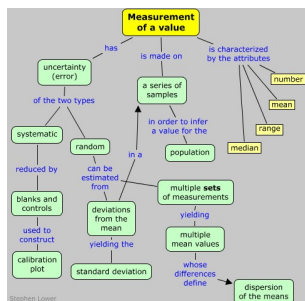 Measurement
of a value
has
is made on
is characterized
by the attributes
number
mean
range
median
uncertainty
(error)
a series of
samples
of the two types
in order to infer
a value for the
systematic
random
population
in a
reduced by
can be
estimated
from
multiple sets
of measurements
blanks and
controls
deviations
from the
mean
yielding
used to
construct
multiple
mean values
yielding the
calibration
plot
standard deviation
whose
differences
define
dispersion
of the means
Stephen Lower